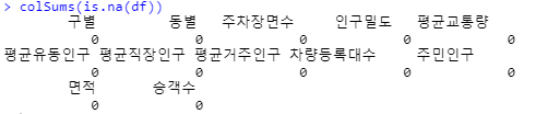 > colSums(is.na(df))
구별 동별 주차장면수 인구밀도 평균교통량
0 0 0 0 0
평균유동인구 평균직장인구 평균거주인구 차량등록대수 주민인구
0 0 0 0 0
면적 승객수
0 0